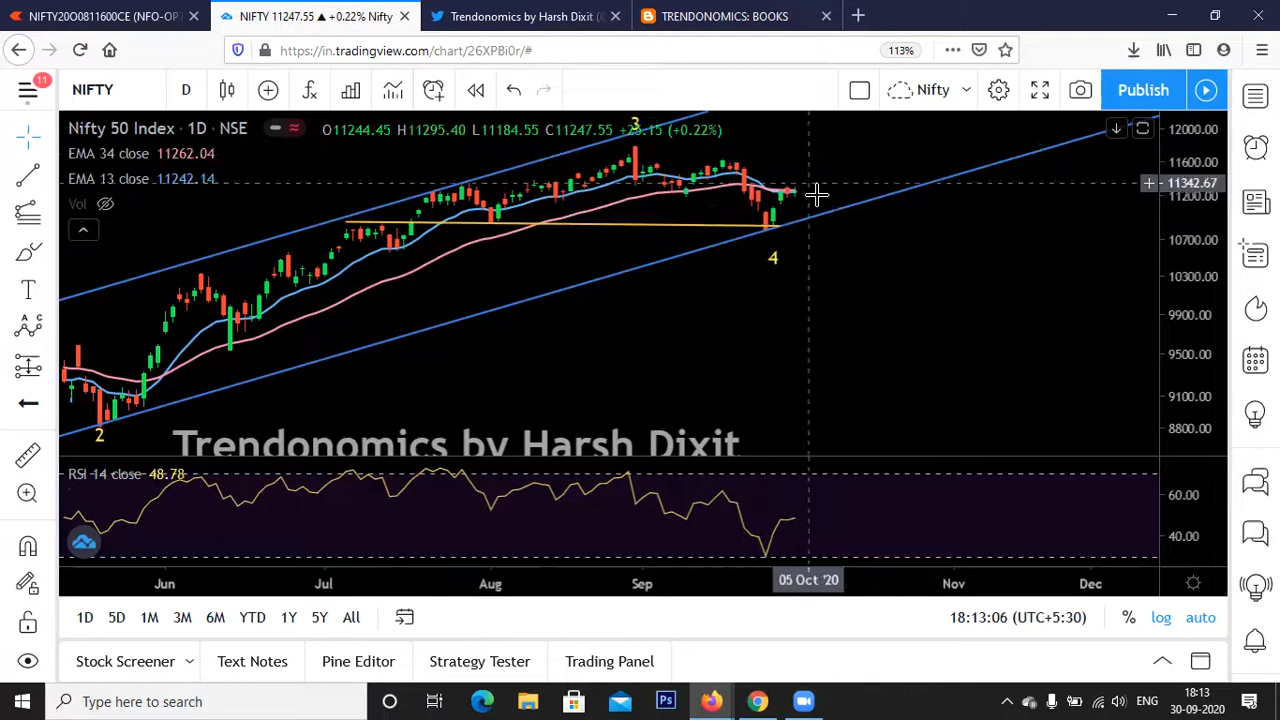 NIFTY20O0811600CE (NFO-OPT
NIFTY 11247.55 ▲ +0.22% Nifty
Trendonomics by Harsh Dixit (
TRENDONOMICS: BOOKS
https://in.tradingview.com/chart/26XPBi0r/#
113%
11
NIFTY
D
Nifty
Publish
Nifty 50 Index · 1D · NSE
O11244.45 H11295.40 L11184.55 C11247.55 +25.15 (+0.22%)
EMA 34 close 11262.04
EMA 13 close 11242.14
Vol
3
4
2
12000.00
11600.00
11342.67
11200.00
10700.00
10300.00
9900.00
9500.00
9100.00
8800.00
Trendonomics by Harsh Dixit
RSI 14 close 48.78
60.00
40.00
Jun
Jul
Aug
Sep
05 Oct '20
Nov
Dec
1D 5D 1M 3M 6M YTD 1Y 5Y All
18:13:06 (UTC+5:30)
% log auto
Stock Screener
Text Notes
Pine Editor
Strategy Tester
Trading Panel
Type here to search
Ps
ENG
18:13
30-09-2020